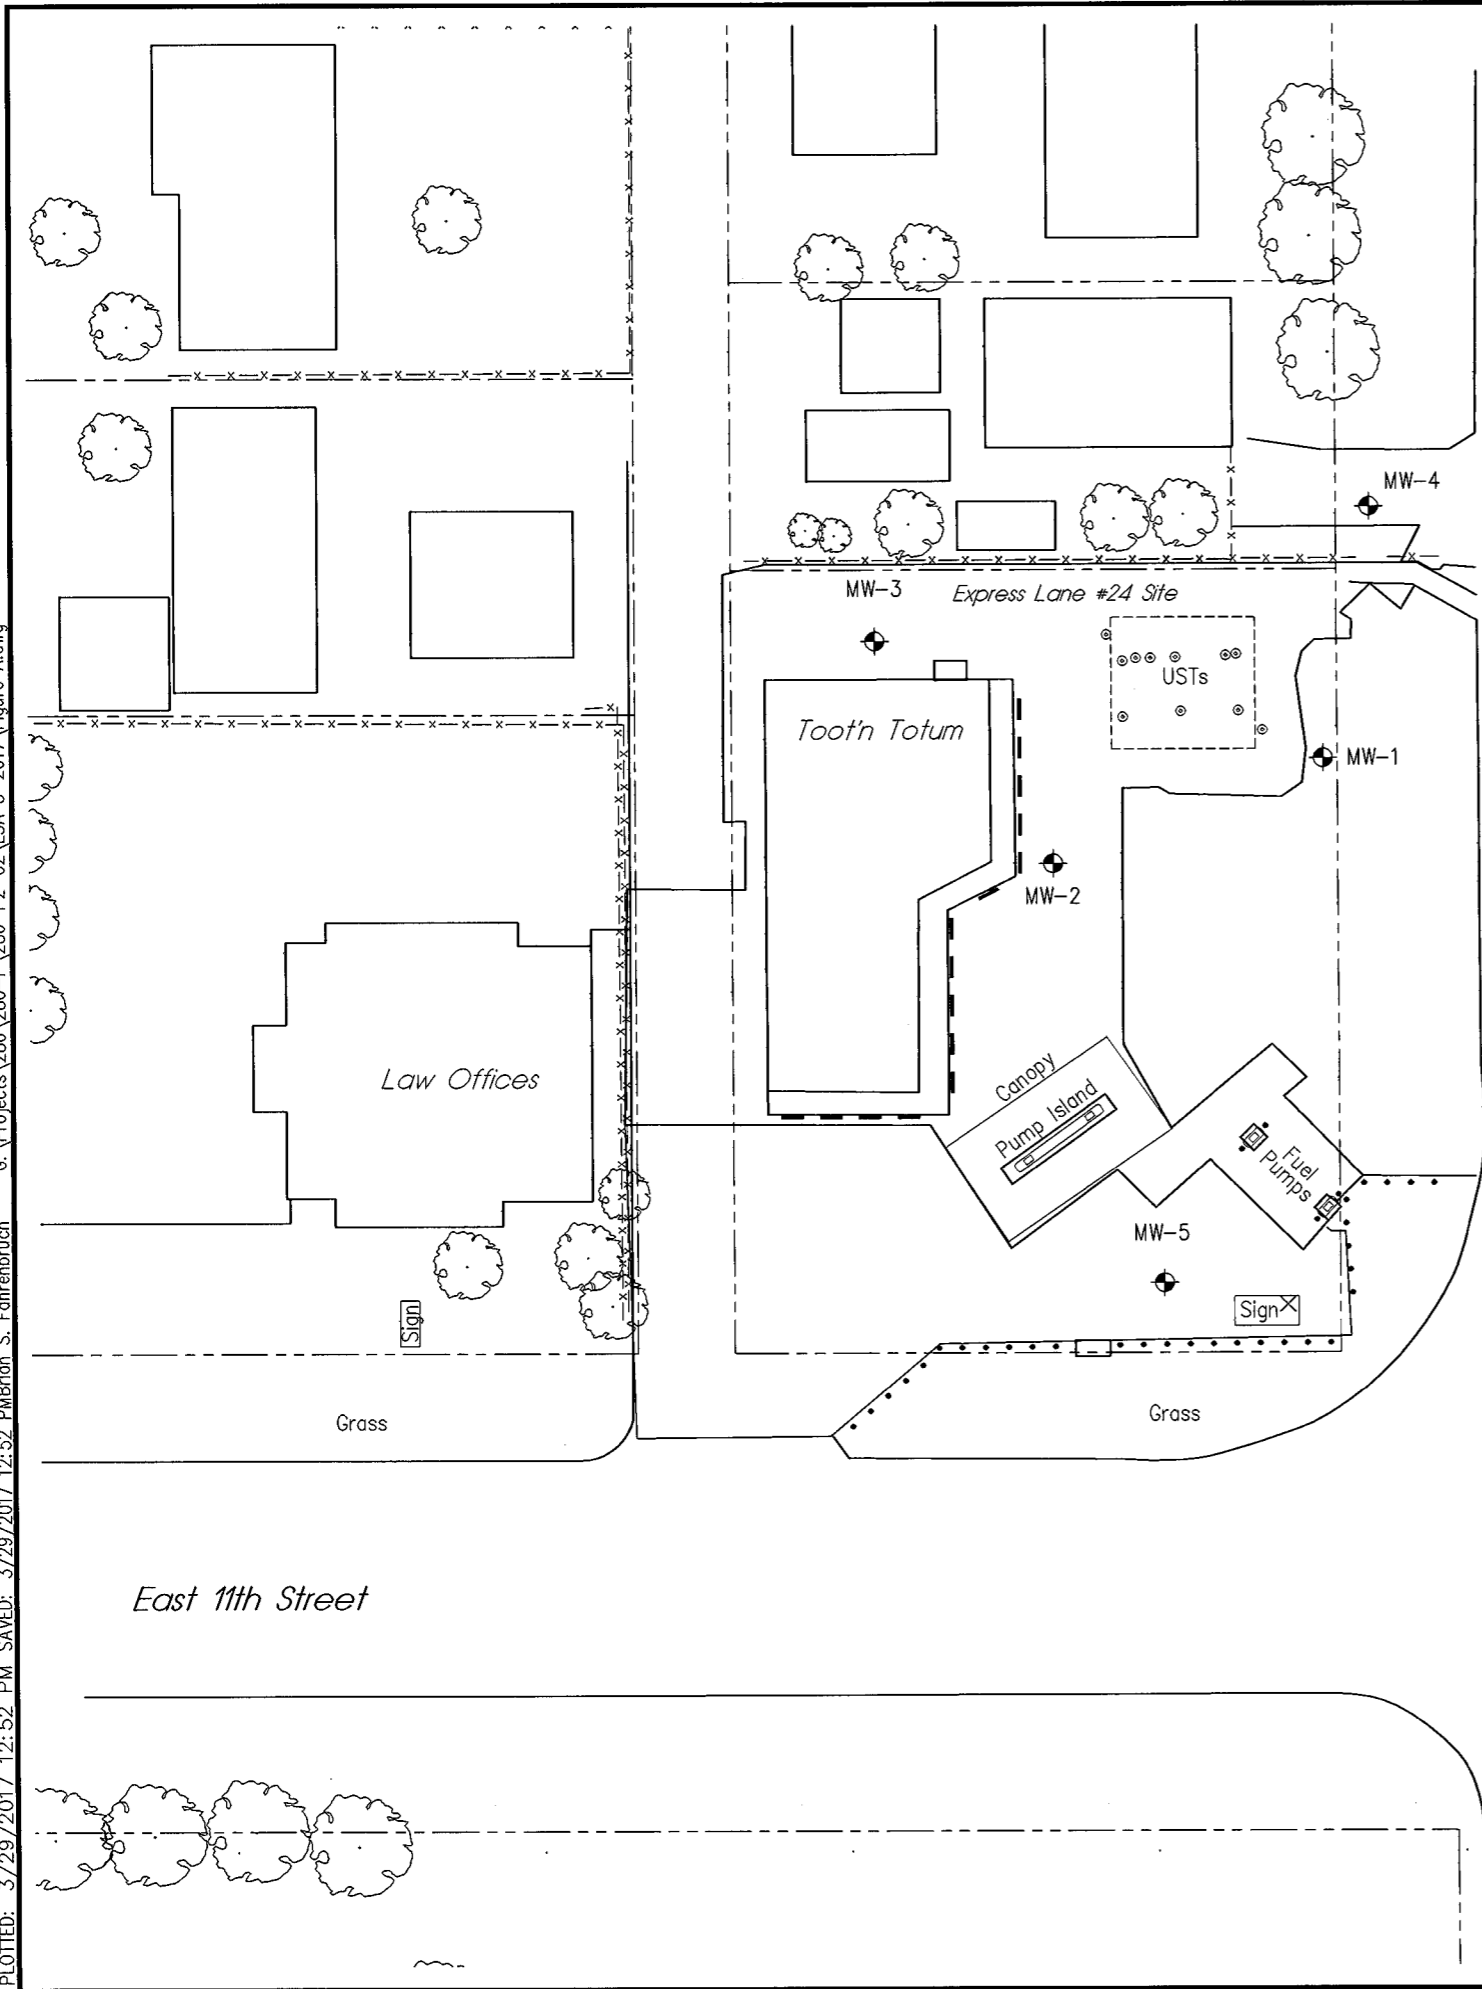 MW-4
MW-3
Express Lane #24 Site
USTs
Toot'n Totum
MW-1
MW-2
Law Offices
Canopy
Pump Island
Fuel
Pumps
MW-5
Sign
Sign
Grass
Grass
East 11th Street
PLOTTED: 3/29/2017 12:52 PM SAVED: 3/29/2017 12:52 PMBrian S. Fahrenbruch